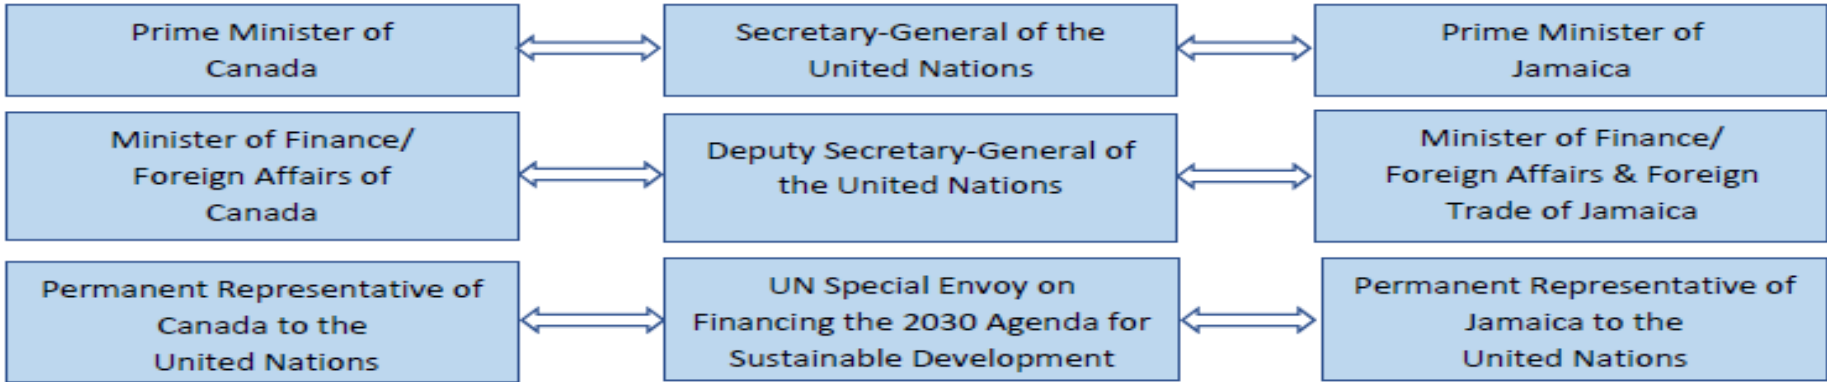 Prime Minister of
Canada
Secretary-General of the
United Nations
Prime Minister of
Jamaica
Minister of Finance/
Foreign Affairs of
Canada
Deputy Secretary-General of
the United Nations
Minister of Finance/
Foreign Affairs & Foreign
Trade of Jamaica
Permanent Representative of
Canada to the
United Nations
UN Special Envoy on
Financing the 2030 Agenda for
Sustainable Development
Permanent Representative of
Jamaica to the
United Nations